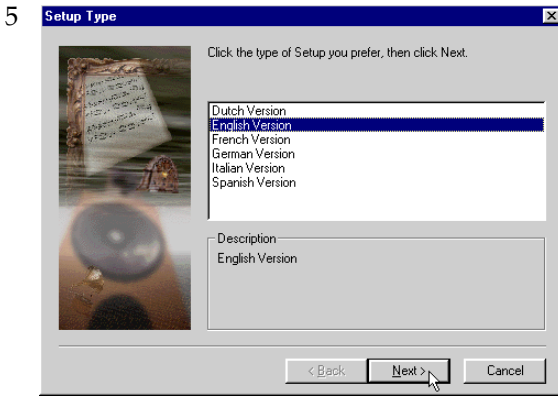 5
Setup Type
Click the type of Setup you prefer, then click Next.
Dutch Version
English Version
French Version
German Version
Italian Version
Spanish Version
Description
English Version
< Back
Next >
Cancel